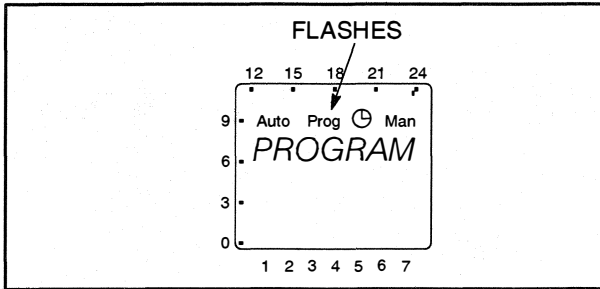 FLASHES
12 15 18 21 24
9 Auto Prog Man
PROGRAM
6
3
0
1 2 3 4 5 6 7